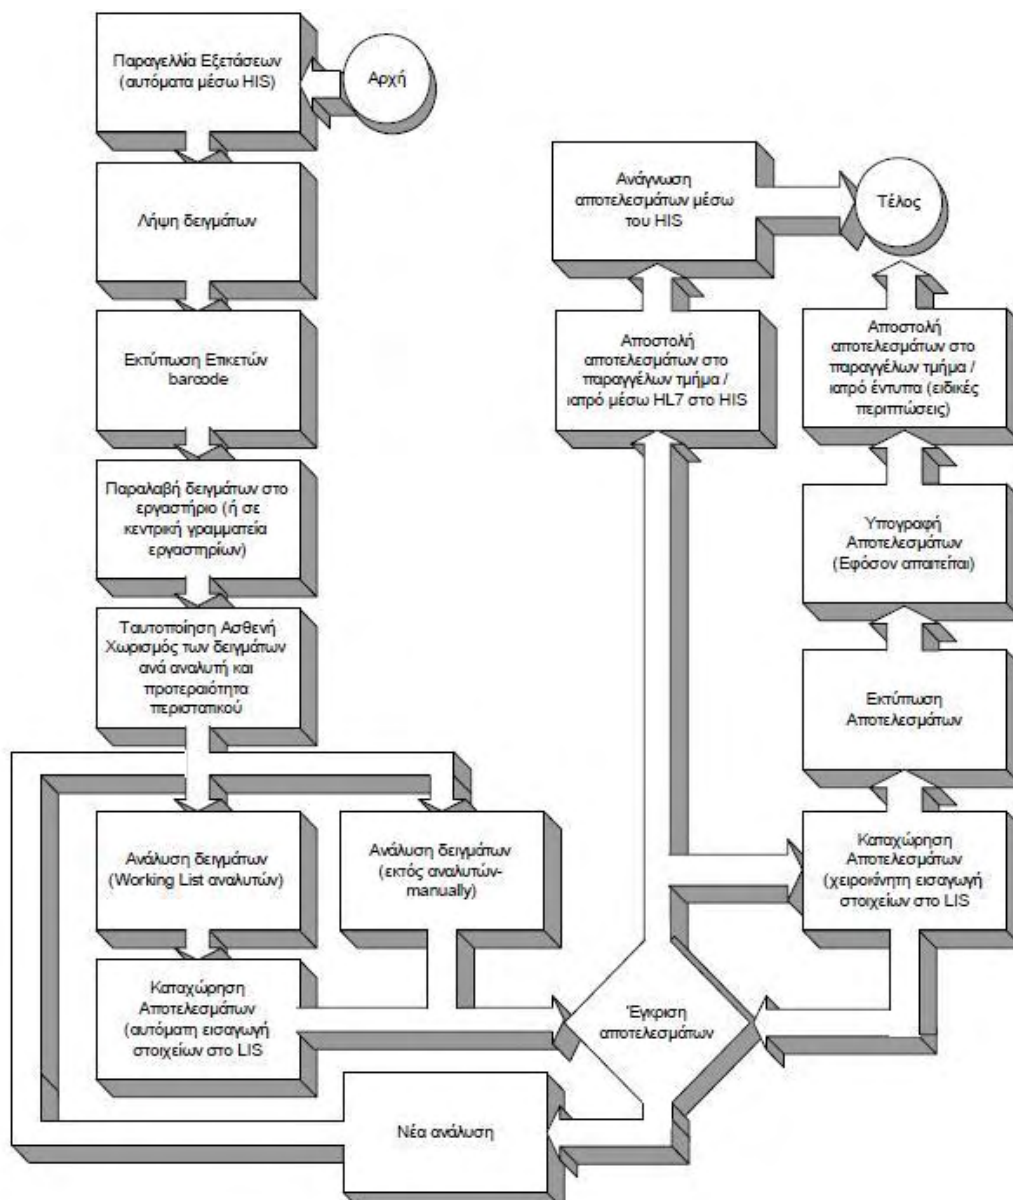 Παραγελλία Εξετάσεων
(αυτόματα μέσω HIS)
Αρχή
Λήψη δειγμάτων
Εκτύπωση Ετικετών
barcode
Παραλαβή δειγμάτων στο
εργαστήριο (ή σε
κεντρική γραμματεία
εργαστηρίων)
Ταυτοποίηση Ασθενή
Χωρισμός των δειγμάτων
ανά αναλυτή και
προτεραιότητα
περιστατικού
Ανάλυση δειγμάτων
(Working List αναλυτών)
Ανάλυση δειγμάτων
(εκτός αναλυτών-
manually)
Καταχώρηση
Αποτελεσμάτων
(αυτόματη εισαγωγή
στοιχείων στο LIS
Έγκριση
αποτελεσμάτων
Νέα ανάλυση
Ανάγνωση
αποτελεσμάτων μέσω
του HIS
Τέλος
Αποστολή
αποτελεσμάτων στο
παραγγέλων τμήμα /
ιατρό μέσω HL7 στο HIS
Αποστολή
αποτελεσμάτων στο
παραγγέλων τμήμα /
ιατρό έντυπα (ειδικές
περιπτώσεις)
Υπογραφή
Αποτελεσμάτων
(Εφόσον απαιτείται)
Εκτύπωση
Αποτελεσμάτων
Καταχώρηση
Αποτελεσμάτων
(χειροκίνητη εισαγωγή
στοιχείων στο LIS